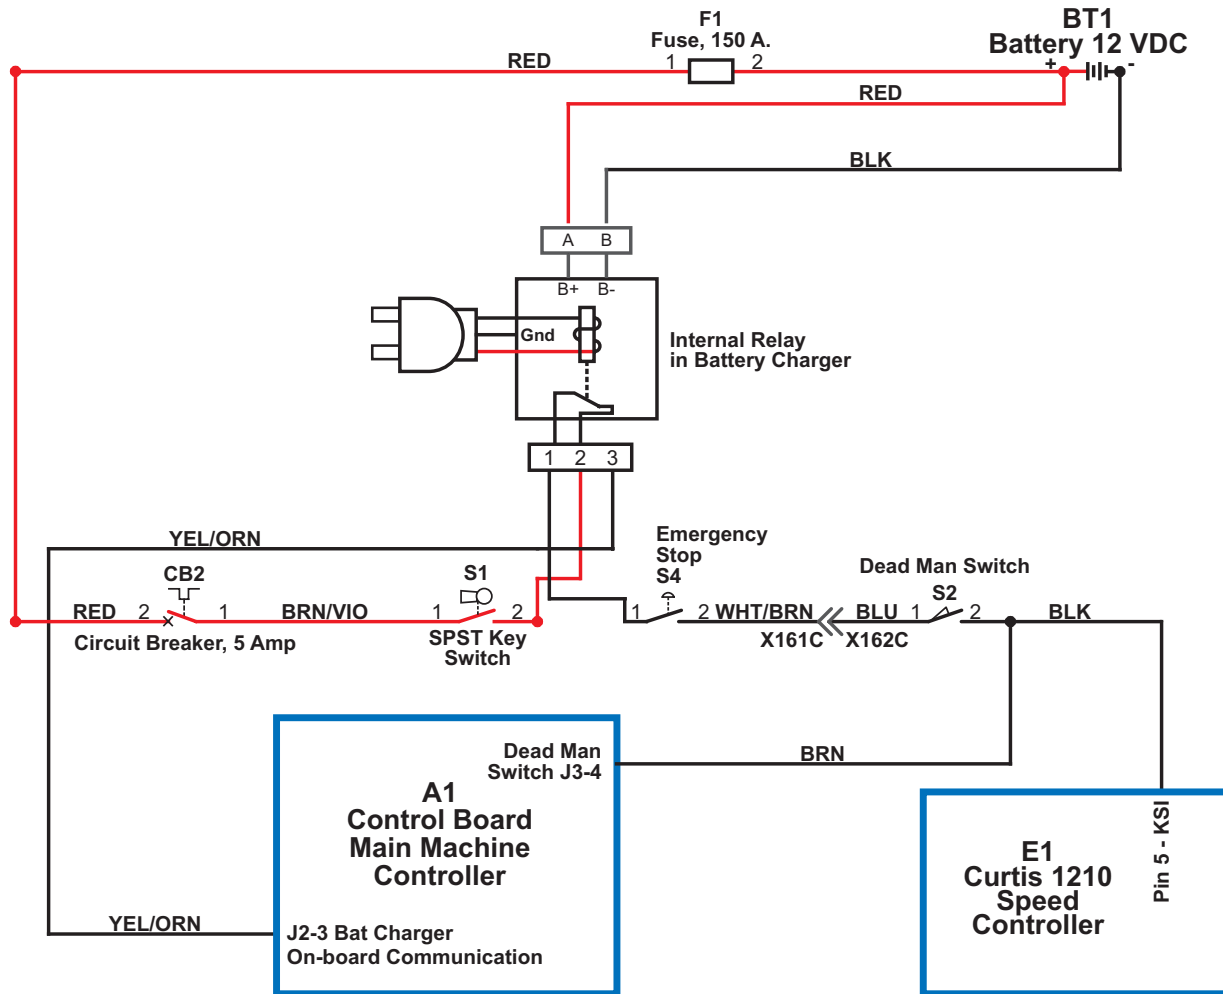 F1
Fuse, 150 A.
BT1
Battery 12 VDC
RED
1
2
+
-
RED
BLK
A B
B+ B-
Gnd
Internal Relay
in Battery Charger
1 2 3
YEL/ORN
Emergency
Stop
S4
CB2
S1
Dead Man Switch
S2
RED 2 1 BRN/VIO 1 2
1 2 WHT/BRN BLU 1 2 BLK
Circuit Breaker, 5 Amp
SPST Key
Switch
X161C X162C
Dead Man
Switch J3-4
BRN
A1
Control Board
Main Machine
Controller
E1
Curtis 1210
Speed
Controller
Pin 5 - KSI
YEL/ORN
J2-3 Bat Charger
On-board Communication